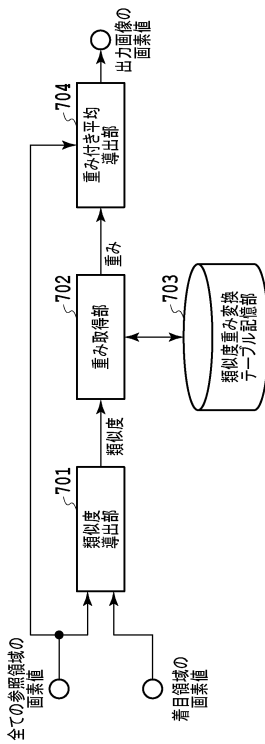 全ての参照領域の
画素値
着目領域の
画素値
701
類似度
導出部
類似度
702
重み取得部
703
類似度重み変換
テーブル記憶部
重み
704
重み付き平均
導出部
出力画像の
画素値